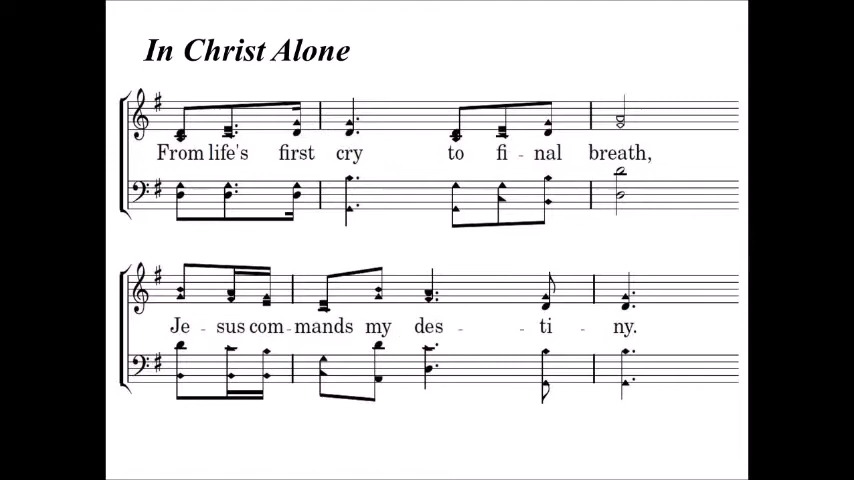 In Christ Alone
From life's first cry to fi - nal breath,
Je - sus com - mands my des - ti - ny.